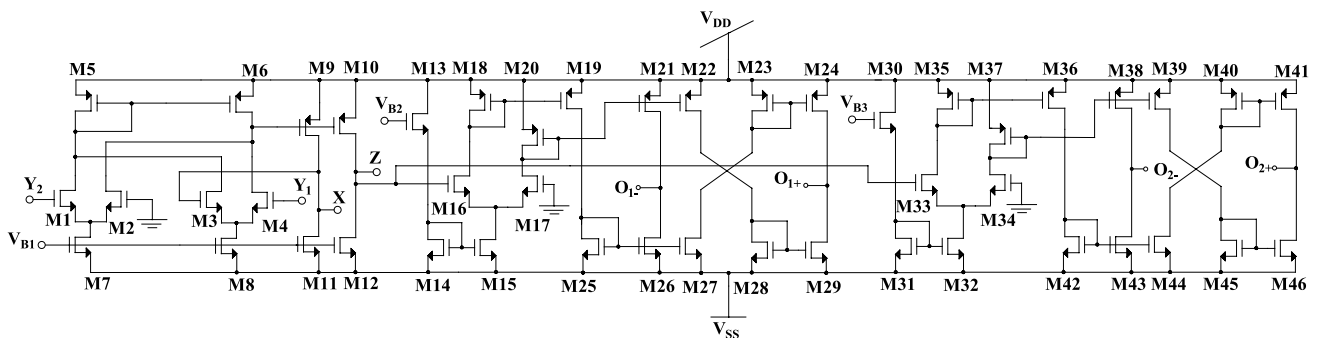 V_DD
M5 M6 M9 M10 M13 M18 M20 M19 M21 M22 M23 M24 M30 M35 M37 M36 M38 M39 M40 M41
V_B2 V_B3
Z
Y_2 Y_1 X O_1- O_1+ O_2- O_2+
M1 M2 M3 M4 M16 M17 M33 M34
V_B1
M7 M8 M11 M12 M14 M15 M25 M26 M27 M28 M29 M31 M32 M42 M43 M44 M45 M46
V_SS